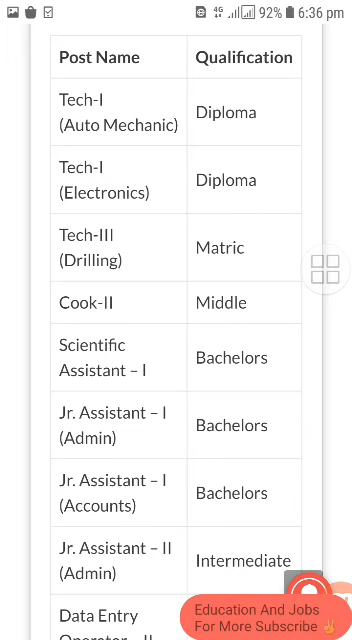 4G 92% 6:36 pm
Post Name Qualification
Tech-I
(Auto Mechanic) Diploma
Tech-I
(Electronics) Diploma
Tech-III
(Drilling) Matric
Cook-II Middle
Scientific
Assistant – I Bachelors
Jr. Assistant – I
(Admin) Bachelors
Jr. Assistant – I
(Accounts) Bachelors
Jr. Assistant – II
(Admin) Intermediate
Data Entry
Operator – II
Education And Jobs
For More Subscribe ✌